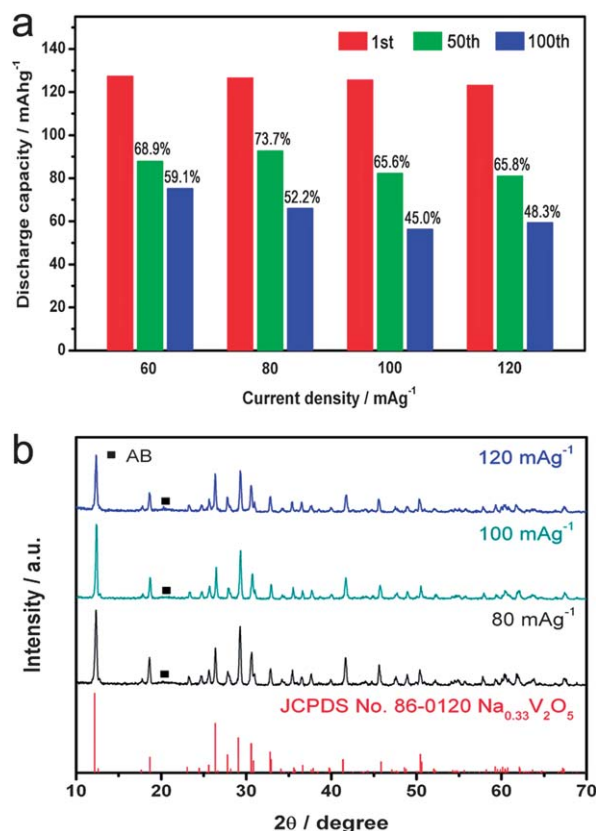 a
1st 50th 100th
Discharge capacity / mAhg⁻¹
140
120
100
80
60
40
20
0
68.9%
59.1%
73.7%
52.2%
65.6%
45.0%
65.8%
48.3%
60 80 100 120
Current density / mAg⁻¹
b
AB
120 mAg⁻¹
100 mAg⁻¹
80 mAg⁻¹
JCPDS No. 86-0120 Na₀.₃₃V₂O₅
Intensity / a.u.
10 20 30 40 50 60 70
2θ / degree